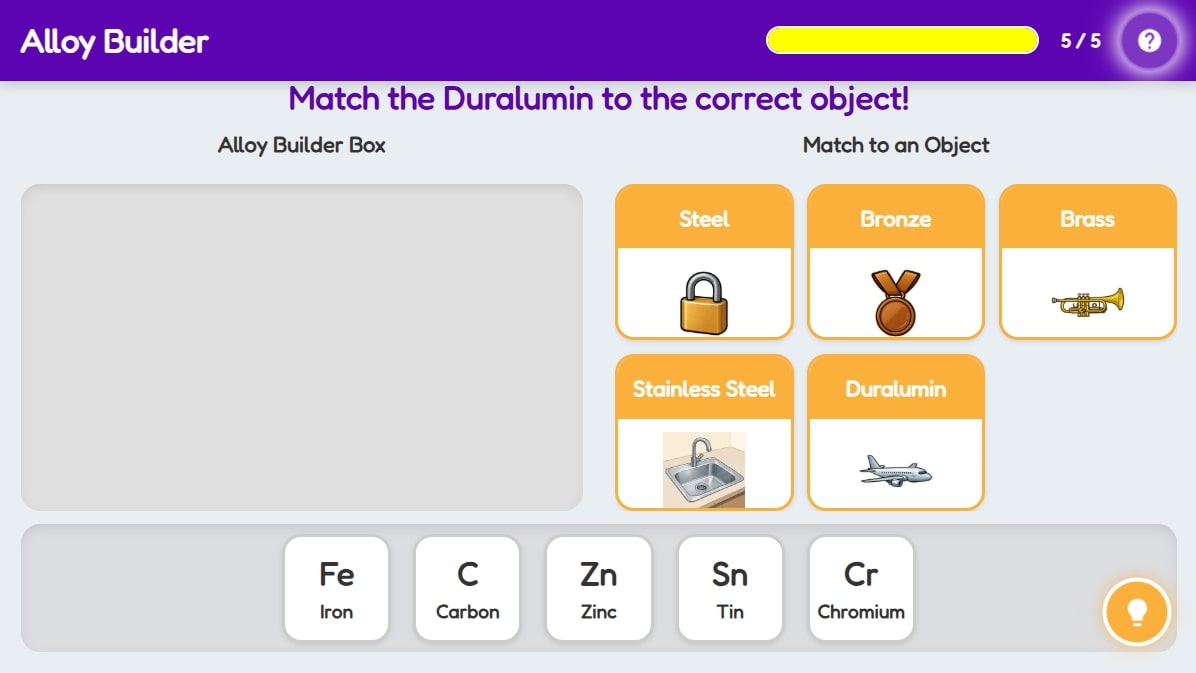 Alloy Builder
5 / 5
?
Match the Duralumin to the correct object!
Alloy Builder Box
Match to an Object
Steel
Bronze
Brass
Stainless Steel
Duralumin
Fe
Iron
C
Carbon
Zn
Zinc
Sn
Tin
Cr
Chromium